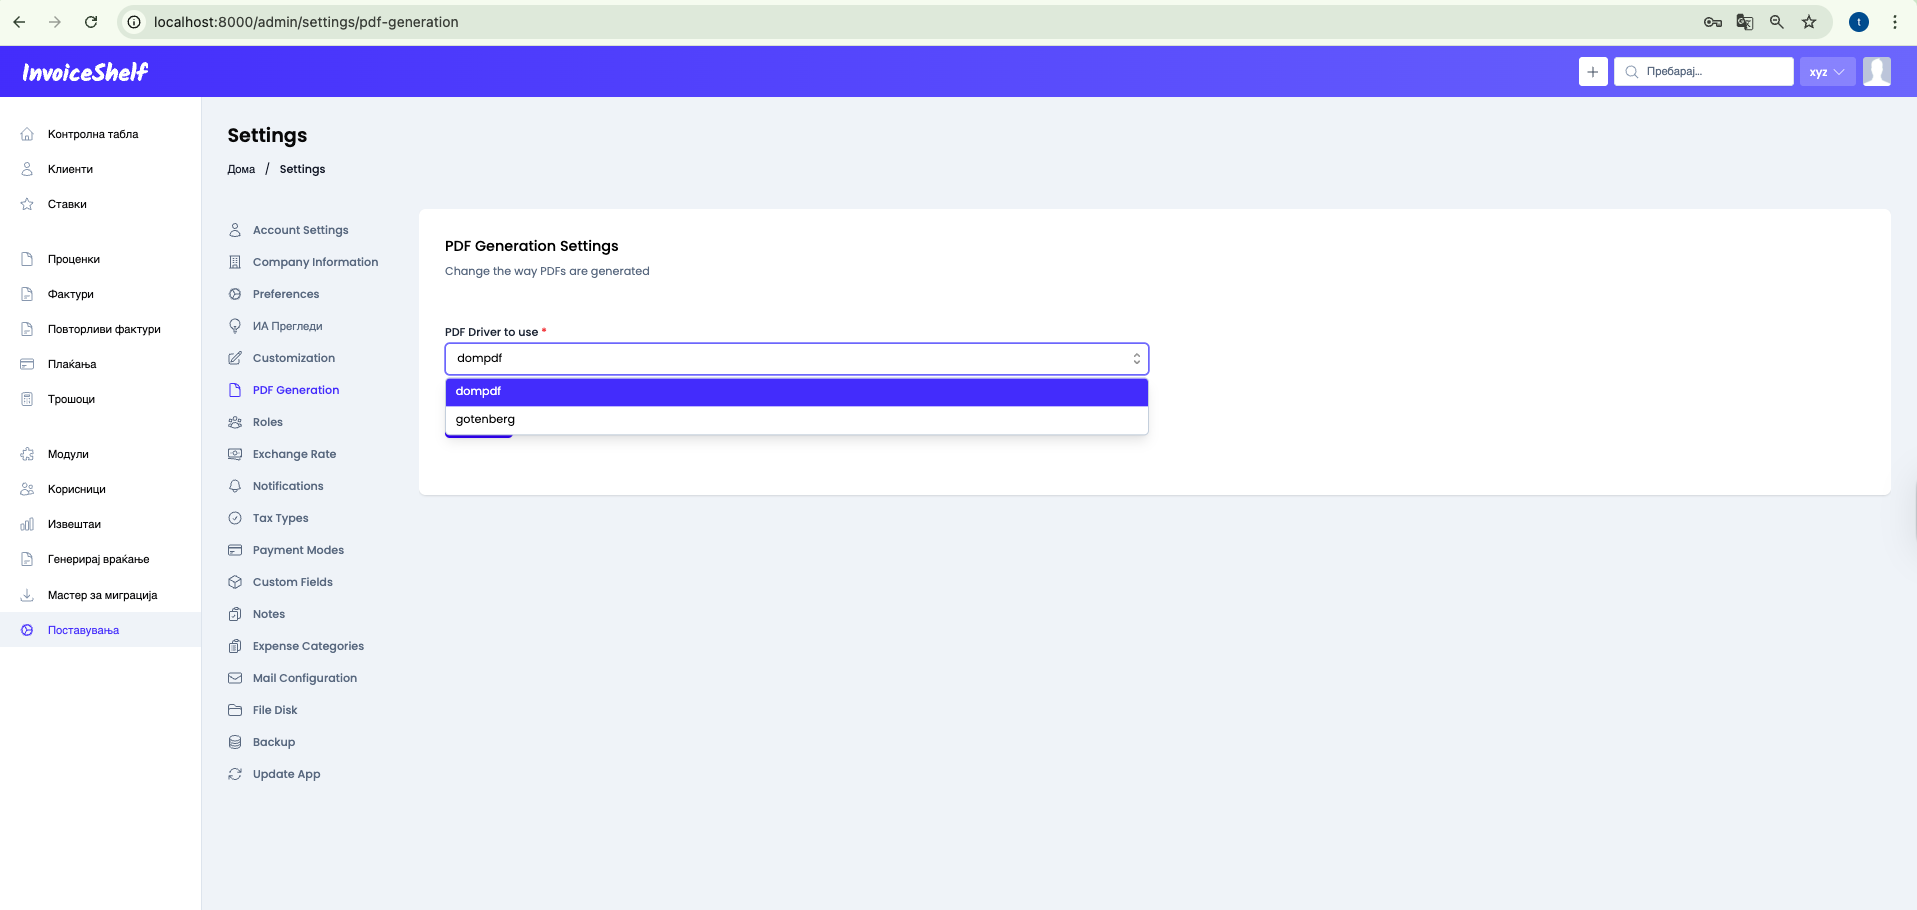 localhost:8000/admin/settings/pdf-generation
t
InvoiceShelf
Пребарај...
xyz
Контролна табла
Клиенти
Ставки
Проценки
Фактури
Повторливи фактури
Плаќања
Трошоци
Модули
Корисници
Извештаи
Генерирај враќање
Мастер за миграција
Поставувања
Settings
Дома / Settings
Account Settings
Company Information
Preferences
ИА Прегледи
Customization
PDF Generation
Roles
Exchange Rate
Notifications
Tax Types
Payment Modes
Custom Fields
Notes
Expense Categories
Mail Configuration
File Disk
Backup
Update App
PDF Generation Settings
Change the way PDFs are generated
PDF Driver to use *
dompdf
dompdf
gotenberg